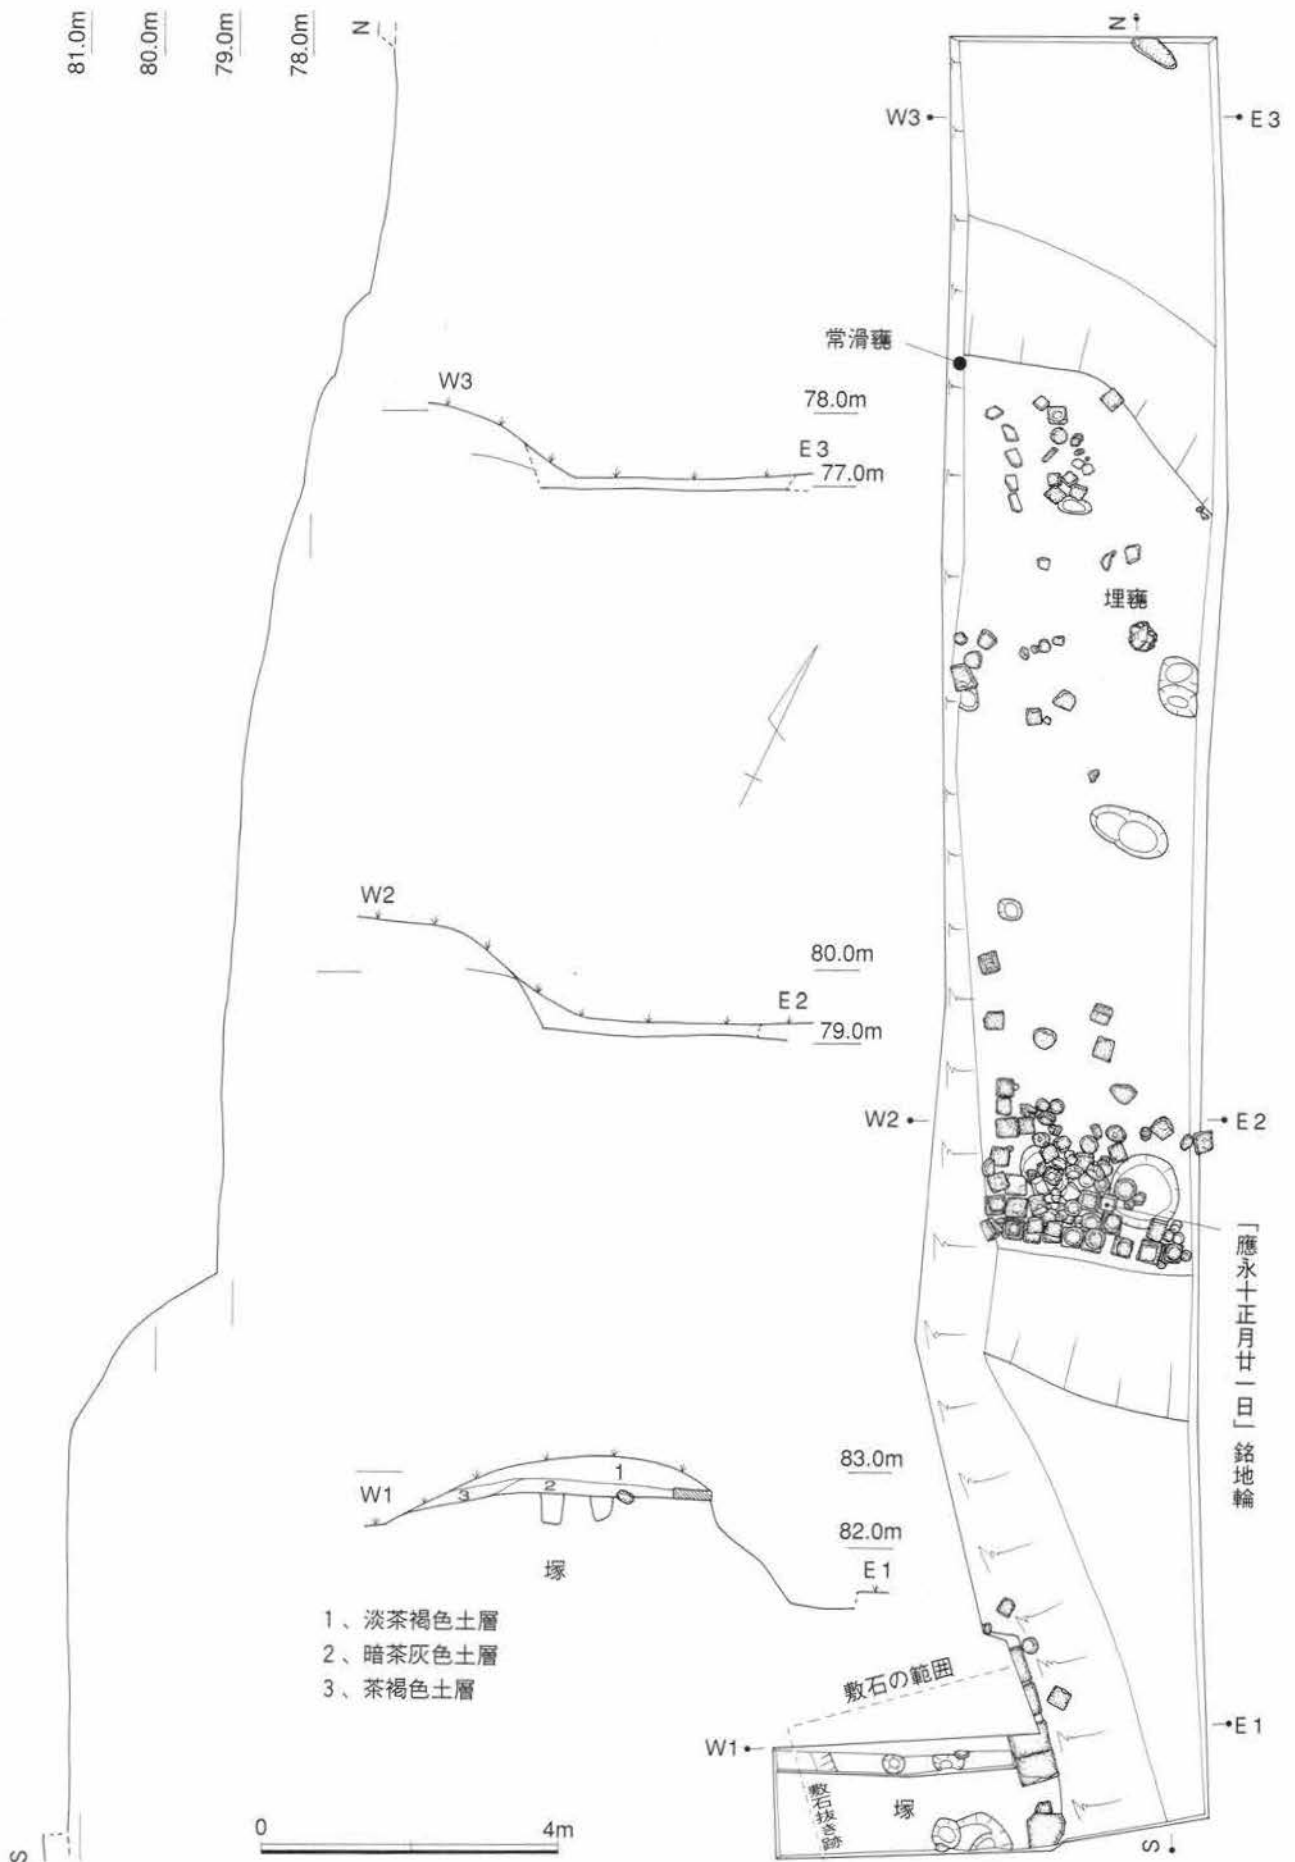 81.0m
80.0m
79.0m
78.0m
N
N
W3
E3
常滑甕
W3
78.0m
E3
77.0m
埋甕
W2
80.0m
E2
79.0m
W2
E2
「應永十正月廿一日」銘地輪
83.0m
1
2
3
W1
82.0m
E1
塚
1、淡茶褐色土層
2、暗茶灰色土層
3、茶褐色土層
敷石の範囲
W1
E1
敷石抜き跡
塚
0
4m
S
S